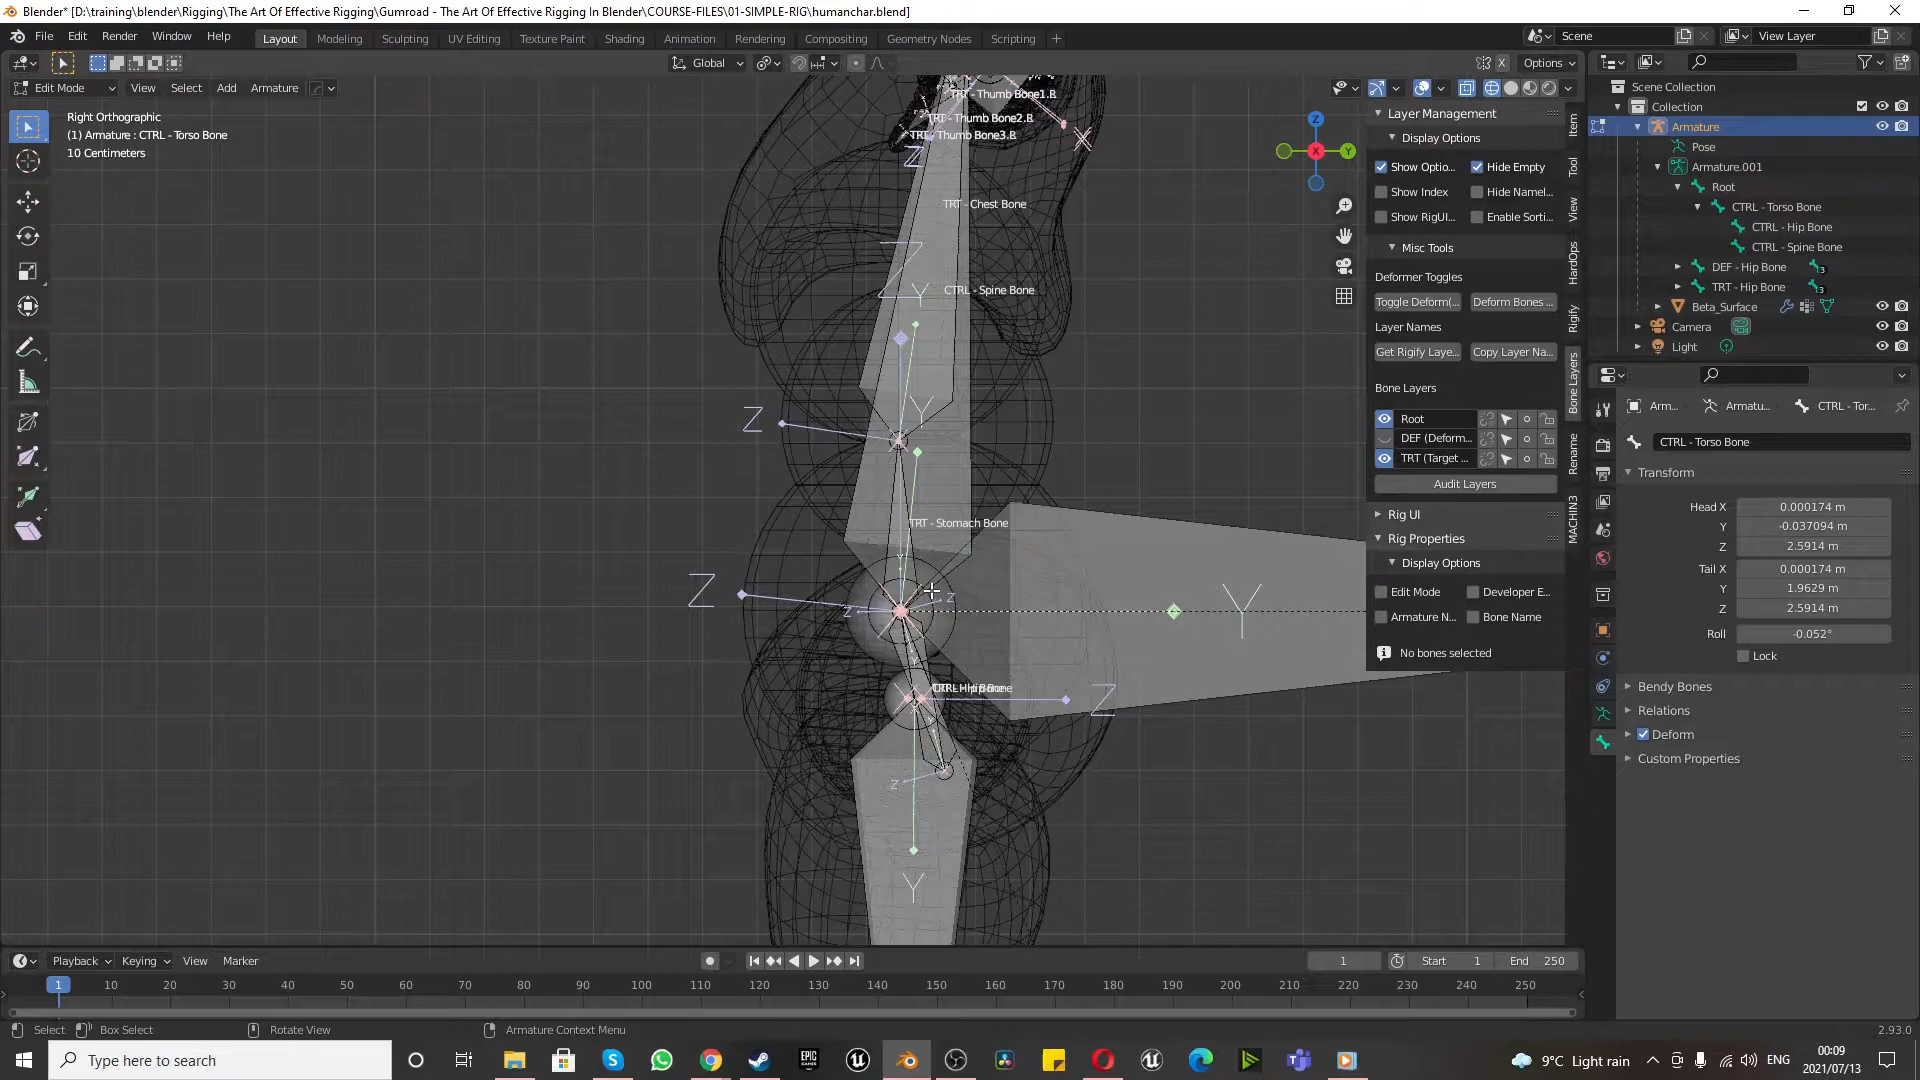 Blender* [D:\training\blender\Rigging\The Art Of Effective Rigging\Gumroad - The Art Of Effective Rigging In Blender\COURSE-FILES\01-SIMPLE-RIG\humanchar.blend]
File Edit Render Window Help
Layout Modeling Sculpting UV Editing Texture Paint Shading Animation Rendering Compositing Geometry Nodes Scripting +
Scene View Layer
Global Options
Edit Mode View Select Add Armature
Right Orthographic
(1) Armature : CTRL - Torso Bone
10 Centimeters
TRT - Thumb Bone1.R
TRT - Thumb Bone2.R
TRT - Thumb Bone3.R
TRT - Chest Bone
CTRL - Spine Bone
TRT - Stomach Bone
Z
Y
Z
Y
Z
Y
Z
Y
Z
X
Y
Layer Management
Display Options
Show Optio... Hide Empty
Show Index Hide Namel...
Show RigUI... Enable Sorti...
Misc Tools
Deformer Toggles
Toggle Deform(... Deform Bones ...
Layer Names
Get Rigify Laye... Copy Layer Na...
Bone Layers
Root
DEF (Deform...
TRT (Target ...
Audit Layers
Rig UI
Rig Properties
Display Options
Edit Mode Developer E...
Armature N... Bone Name
No bones selected
Item
Tool
View
HardOps
Rigify
Bone Layers
Rename
MACHIN3
Scene Collection
Collection
Armature
Pose
Armature.001
Root
CTRL - Torso Bone
CTRL - Hip Bone
CTRL - Spine Bone
DEF - Hip Bone 3
TRT - Hip Bone 3
Beta_Surface
Camera
Light
Arm... Armatu... CTRL - Tor...
CTRL - Torso Bone
Transform
Head X 0.000174 m
Y -0.037094 m
Z 2.5914 m
Tail X 0.000174 m
Y 1.9629 m
Z 2.5914 m
Roll -0.052°
Lock
Bendy Bones
Relations
Deform
Custom Properties
Playback Keying View Marker
1 Start 1 End 250
1 10 20 30 40 50 60 70 80 90 100 110 120 130 140 150 160 170 180 190 200 210 220 230 240 250
Select Box Select Rotate View Armature Context Menu 2.93.0
Type here to search
9°C Light rain ENG 00:09
2021/07/13